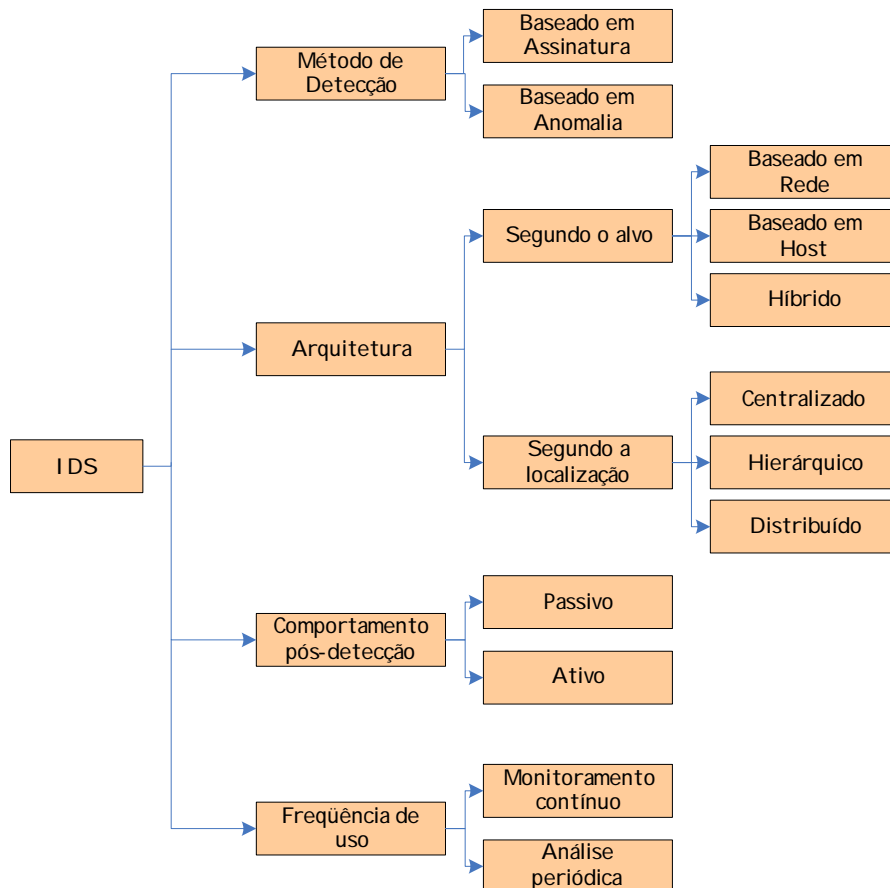 Baseado em
Assinatura
Método de
Detecção
Baseado em
Anomalia
Baseado em
Rede
Segundo o alvo
Baseado em
Host
Híbrido
Arquitetura
Centralizado
IDS
Segundo a
localização
Hierárquico
Distribuído
Passivo
Comportamento
pós-detecção
Ativo
Monitoramento
contínuo
Freqüência de
uso
Análise
periódica